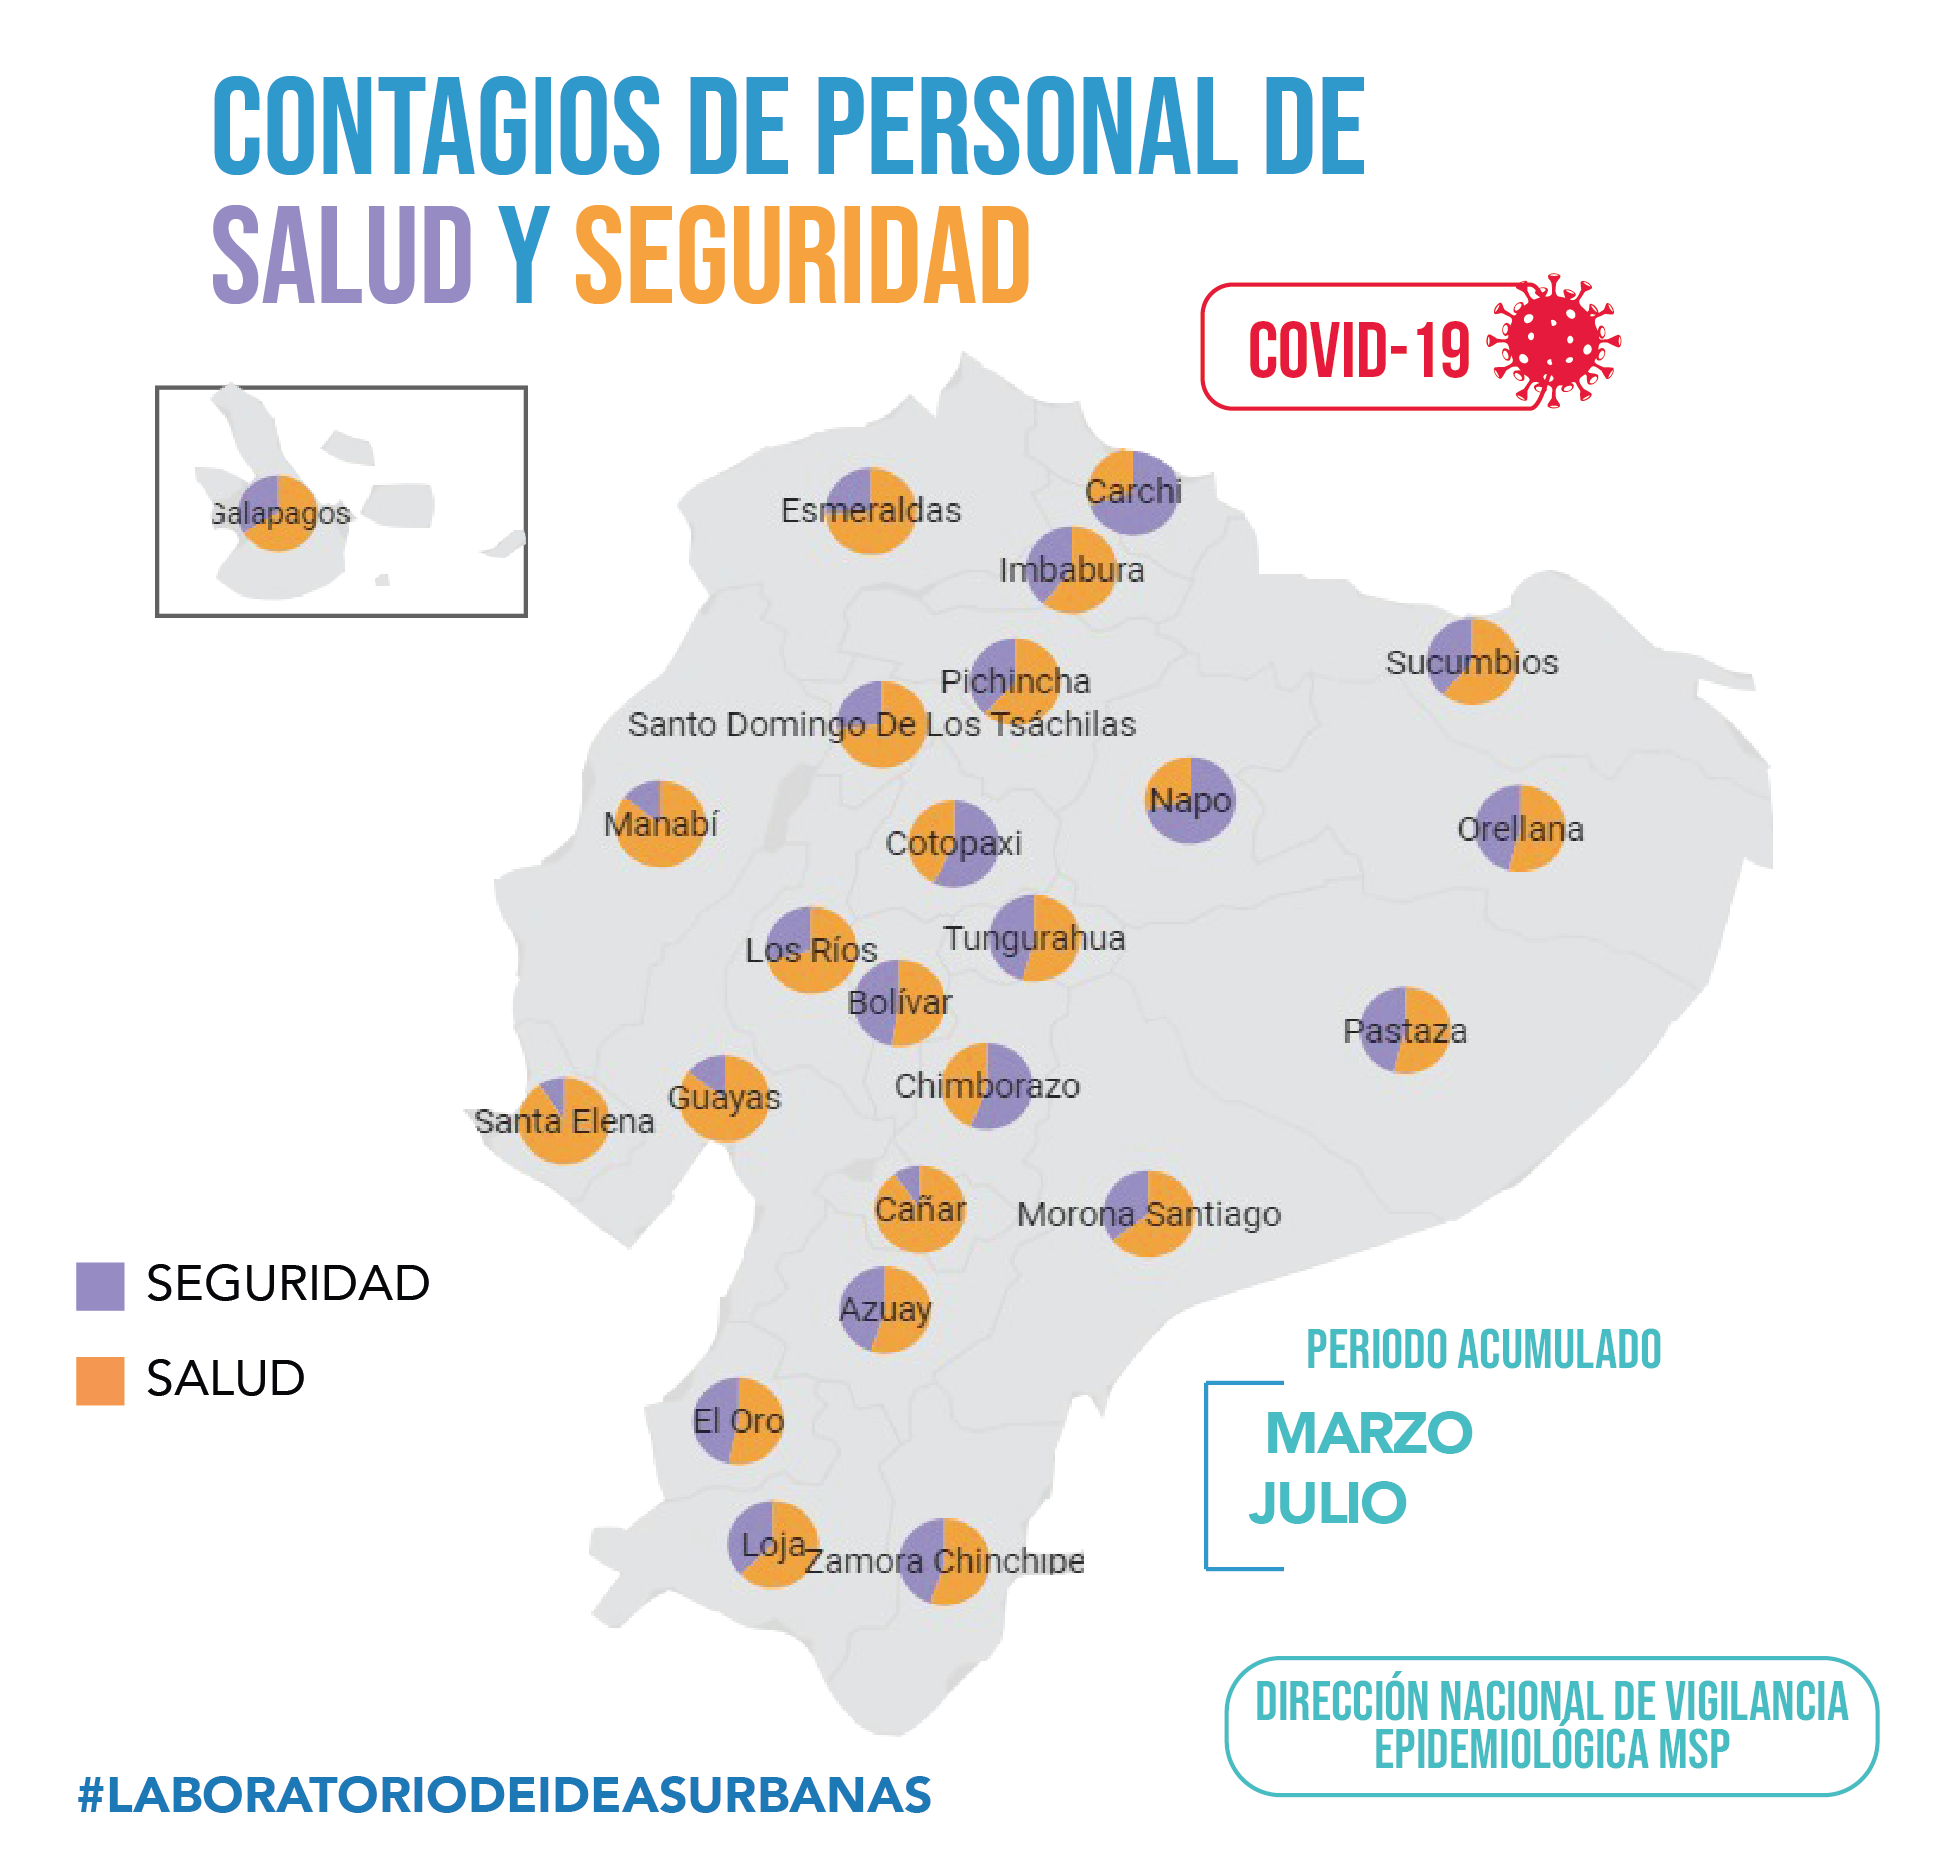 CONTAGIOS DE PERSONAL DE
SALUD Y SEGURIDAD
COVID-19
Galapagos
Esmeraldas
Carchi
Imbabura
Sucumbios
Pichincha
Santo Domingo De Los Tsáchilas
Manabí
Napo
Cotopaxi
Orellana
Los Ríos
Tungurahua
Bolívar
Pastaza
Chimborazo
Guayas
Santa Elena
Cañar
Morona Santiago
SEGURIDAD
SALUD
Azuay
El Oro
Loja
Zamora Chinchipe
PERIODO ACUMULADO
MARZO
JULIO
DIRECCIÓN NACIONAL DE VIGILANCIA
EPIDEMIOLÓGICA MSP
#LABORATORIODEIDEASURBANAS